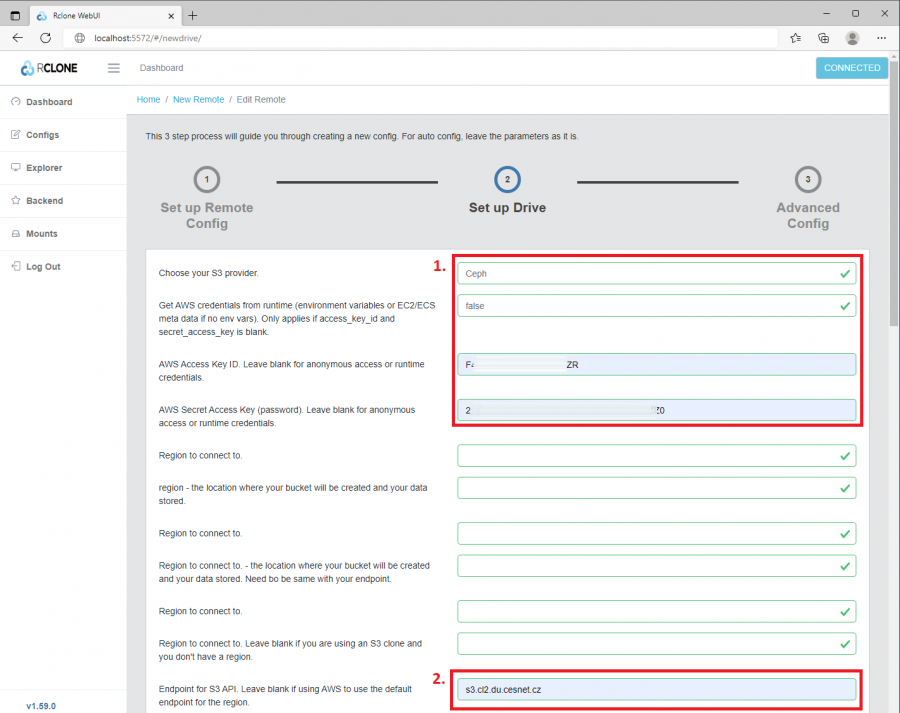 Rclone WebUI
localhost:5572/#/newdrive/
RCLONE
Dashboard
CONNECTED
Dashboard
Configs
Explorer
Backend
Mounts
Log Out
v1.59.0
Home / New Remote / Edit Remote
This 3 step process will guide you through creating a new config. For auto config, leave the parameters as it is.
1
2
3
Set up Remote
Config
Set up Drive
Advanced
Config
1.
Choose your S3 provider.
Ceph
Get AWS credentials from runtime (environment variables or EC2/ECS
meta data if no env vars). Only applies if access_key_id and
secret_access_key is blank.
false
AWS Access Key ID. Leave blank for anonymous access or runtime
credentials.
ZR
AWS Secret Access Key (password). Leave blank for anonymous
access or runtime credentials.
2
Region to connect to.
region - the location where your bucket will be created and your data
stored.
Region to connect to.
Region to connect to. - the location where your bucket will be created
and your data stored. Need bo be same with your endpoint.
Region to connect to.
Region to connect to. Leave blank if you are using an S3 clone and
you don't have a region.
2.
Endpoint for S3 API. Leave blank if using AWS to use the default
endpoint for the region.
s3.cl2.du.cesnet.cz